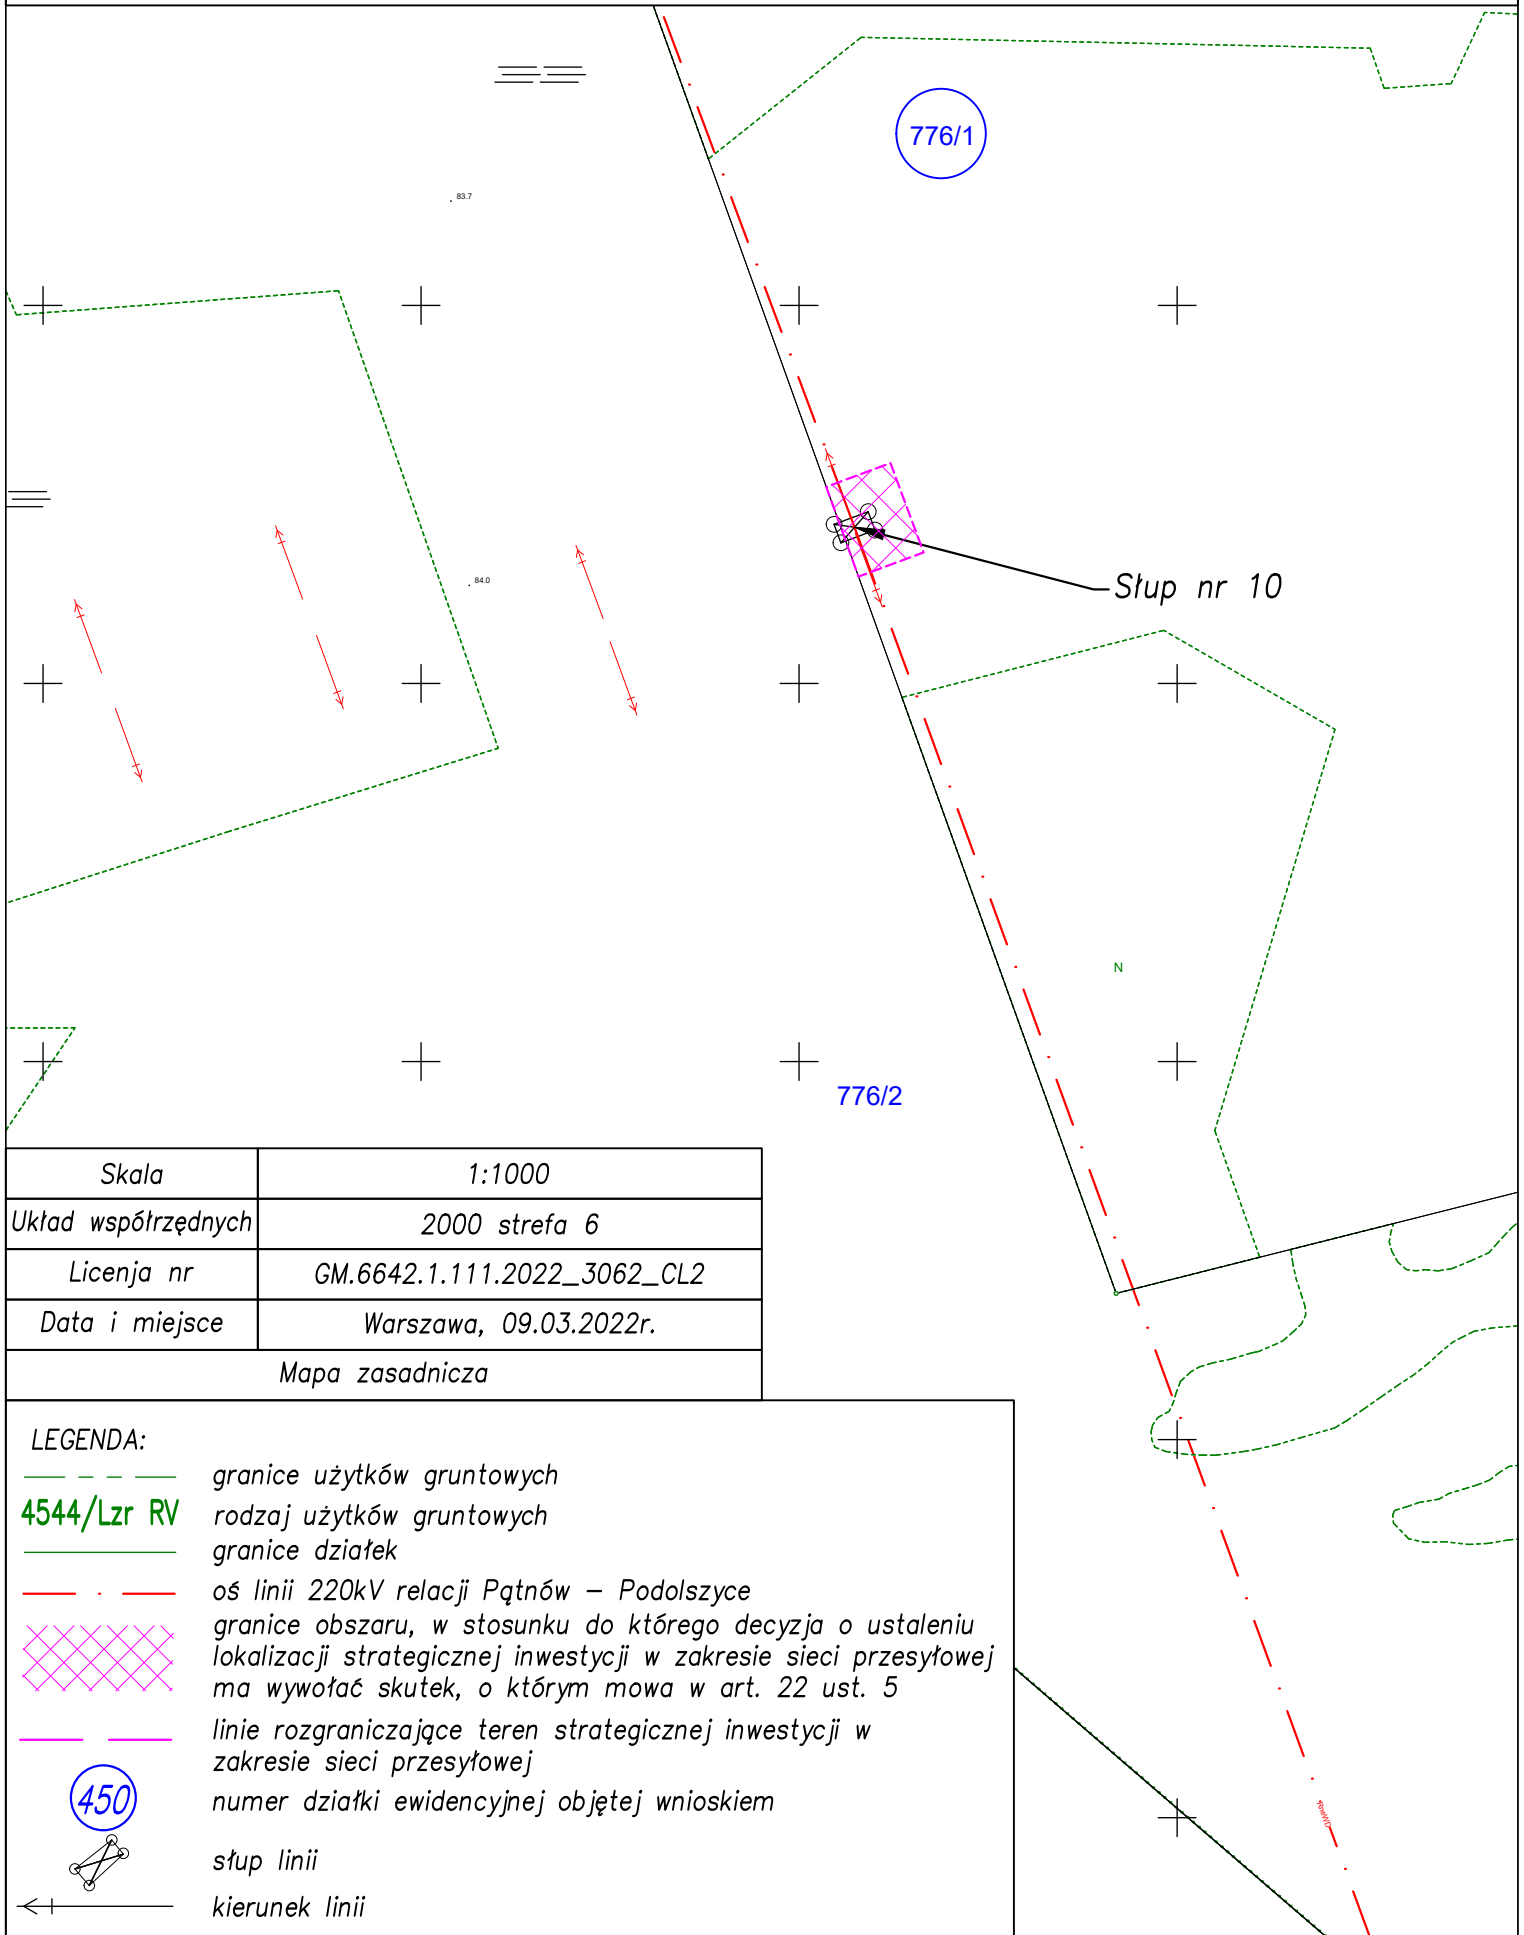 776/1
83.7
84.0
Słup nr 10
N
776/2
Skala 1:1000
Układ współrzędnych 2000 strefa 6
Licenja nr GM.6642.1.111.2022_3062_CL2
Data i miejsce Warszawa, 09.03.2022r.
Mapa zasadnicza
LEGENDA:
granice użytków gruntowych
4544/Lzr RV rodzaj użytków gruntowych
granice działek
oś linii 220kV relacji Pątnów – Podolszyce
granice obszaru, w stosunku do którego decyzja o ustaleniu
lokalizacji strategicznej inwestycji w zakresie sieci przesyłowej
ma wywołać skutek, o którym mowa w art. 22 ust. 5
linie rozgraniczające teren strategicznej inwestycji w
zakresie sieci przesyłowej
450 numer działki ewidencyjnej objętej wnioskiem
słup linii
kierunek linii